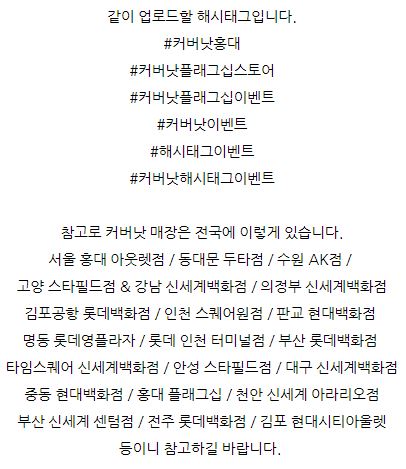 같이 업로드할 해시태그입니다.
#커버낫홍대
#커버낫플래그십스토어
#커버낫플래그십이벤트
#커버낫이벤트
#해시태그이벤트
#커버낫해시태그이벤트
참고로 커버낫 매장은 전국에 이렇게 있습니다.
서울 홍대 아웃렛점 / 동대문 두타점 / 수원 AK점 /
고양 스타필드점 & 강남 신세계백화점 / 의정부 신세계백화점
김포공항 롯데백화점 / 인천 스퀘어원점 / 판교 현대백화점
명동 롯데영플라자 / 롯데 인천 터미널점 / 부산 롯데백화점
타임스퀘어 신세계백화점 / 안성 스타필드점 / 대구 신세계백화점
중동 현대백화점 / 홍대 플래그십 / 천안 신세계 아라리오점
부산 신세계 센텀점 / 전주 롯데백화점 / 김포 현대시티아울렛
등이니 참고하길 바랍니다.